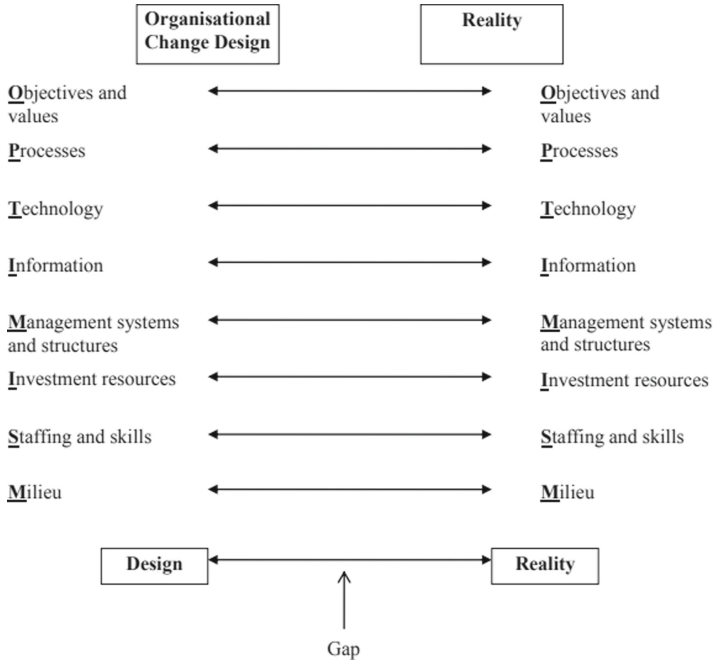 Organisational
Change Design
Reality
Objectives and
values
Objectives and
values
Processes
Processes
Technology
Technology
Information
Information
Management systems
and structures
Management systems
and structures
Investment resources
Investment resources
Staffing and skills
Staffing and skills
Milieu
Milieu
Design
Reality
Gap